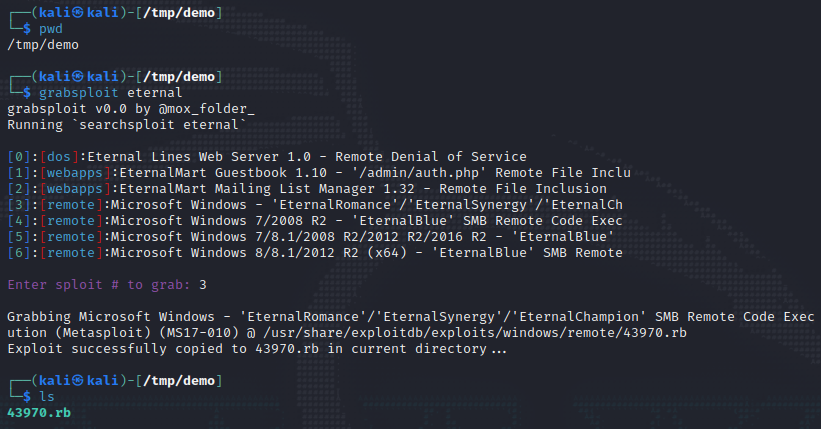 ┌──(kali㉿kali)-[/tmp/demo]
└─$ pwd
/tmp/demo
┌──(kali㉿kali)-[/tmp/demo]
└─$ grabsploit eternal
grabsploit v0.0 by @mox_folder_
Running `searchsploit eternal`
[0]:[dos]:Eternal Lines Web Server 1.0 - Remote Denial of Service
[1]:[webapps]:EternalMart Guestbook 1.10 - '/admin/auth.php' Remote File Inclu
[2]:[webapps]:EternalMart Mailing List Manager 1.32 - Remote File Inclusion
[3]:[remote]:Microsoft Windows - 'EternalRomance'/'EternalSynergy'/'EternalCh
[4]:[remote]:Microsoft Windows 7/2008 R2 - 'EternalBlue' SMB Remote Code Exec
[5]:[remote]:Microsoft Windows 7/8.1/2008 R2/2012 R2/2016 R2 - 'EternalBlue'
[6]:[remote]:Microsoft Windows 8/8.1/2012 R2 (x64) - 'EternalBlue' SMB Remote
Enter sploit # to grab: 3
Grabbing Microsoft Windows - 'EternalRomance'/'EternalSynergy'/'EternalChampion' SMB Remote Code Exec
ution (Metasploit) (MS17-010) @ /usr/share/exploitdb/exploits/windows/remote/43970.rb
Exploit successfully copied to 43970.rb in current directory...
┌──(kali㉿kali)-[/tmp/demo]
└─$ ls
43970.rb